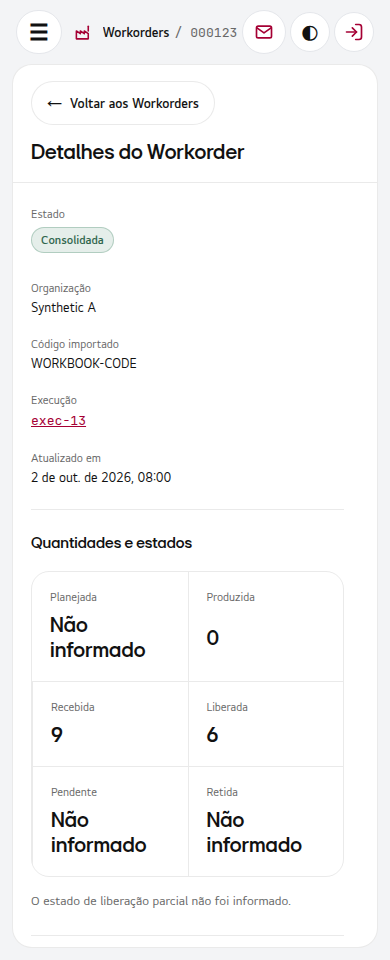 Workorders / 000123
← Voltar aos Workorders
Detalhes do Workorder
Estado
Consolidada
Organização
Synthetic A
Código importado
WORKBOOK-CODE
Execução
exec-13
Atualizado em
2 de out. de 2026, 08:00
Quantidades e estados
Planejada
Não
informado
Produzida
0
Recebida
9
Liberada
6
Pendente
Não
informado
Retida
Não
informado
O estado de liberação parcial não foi informado.